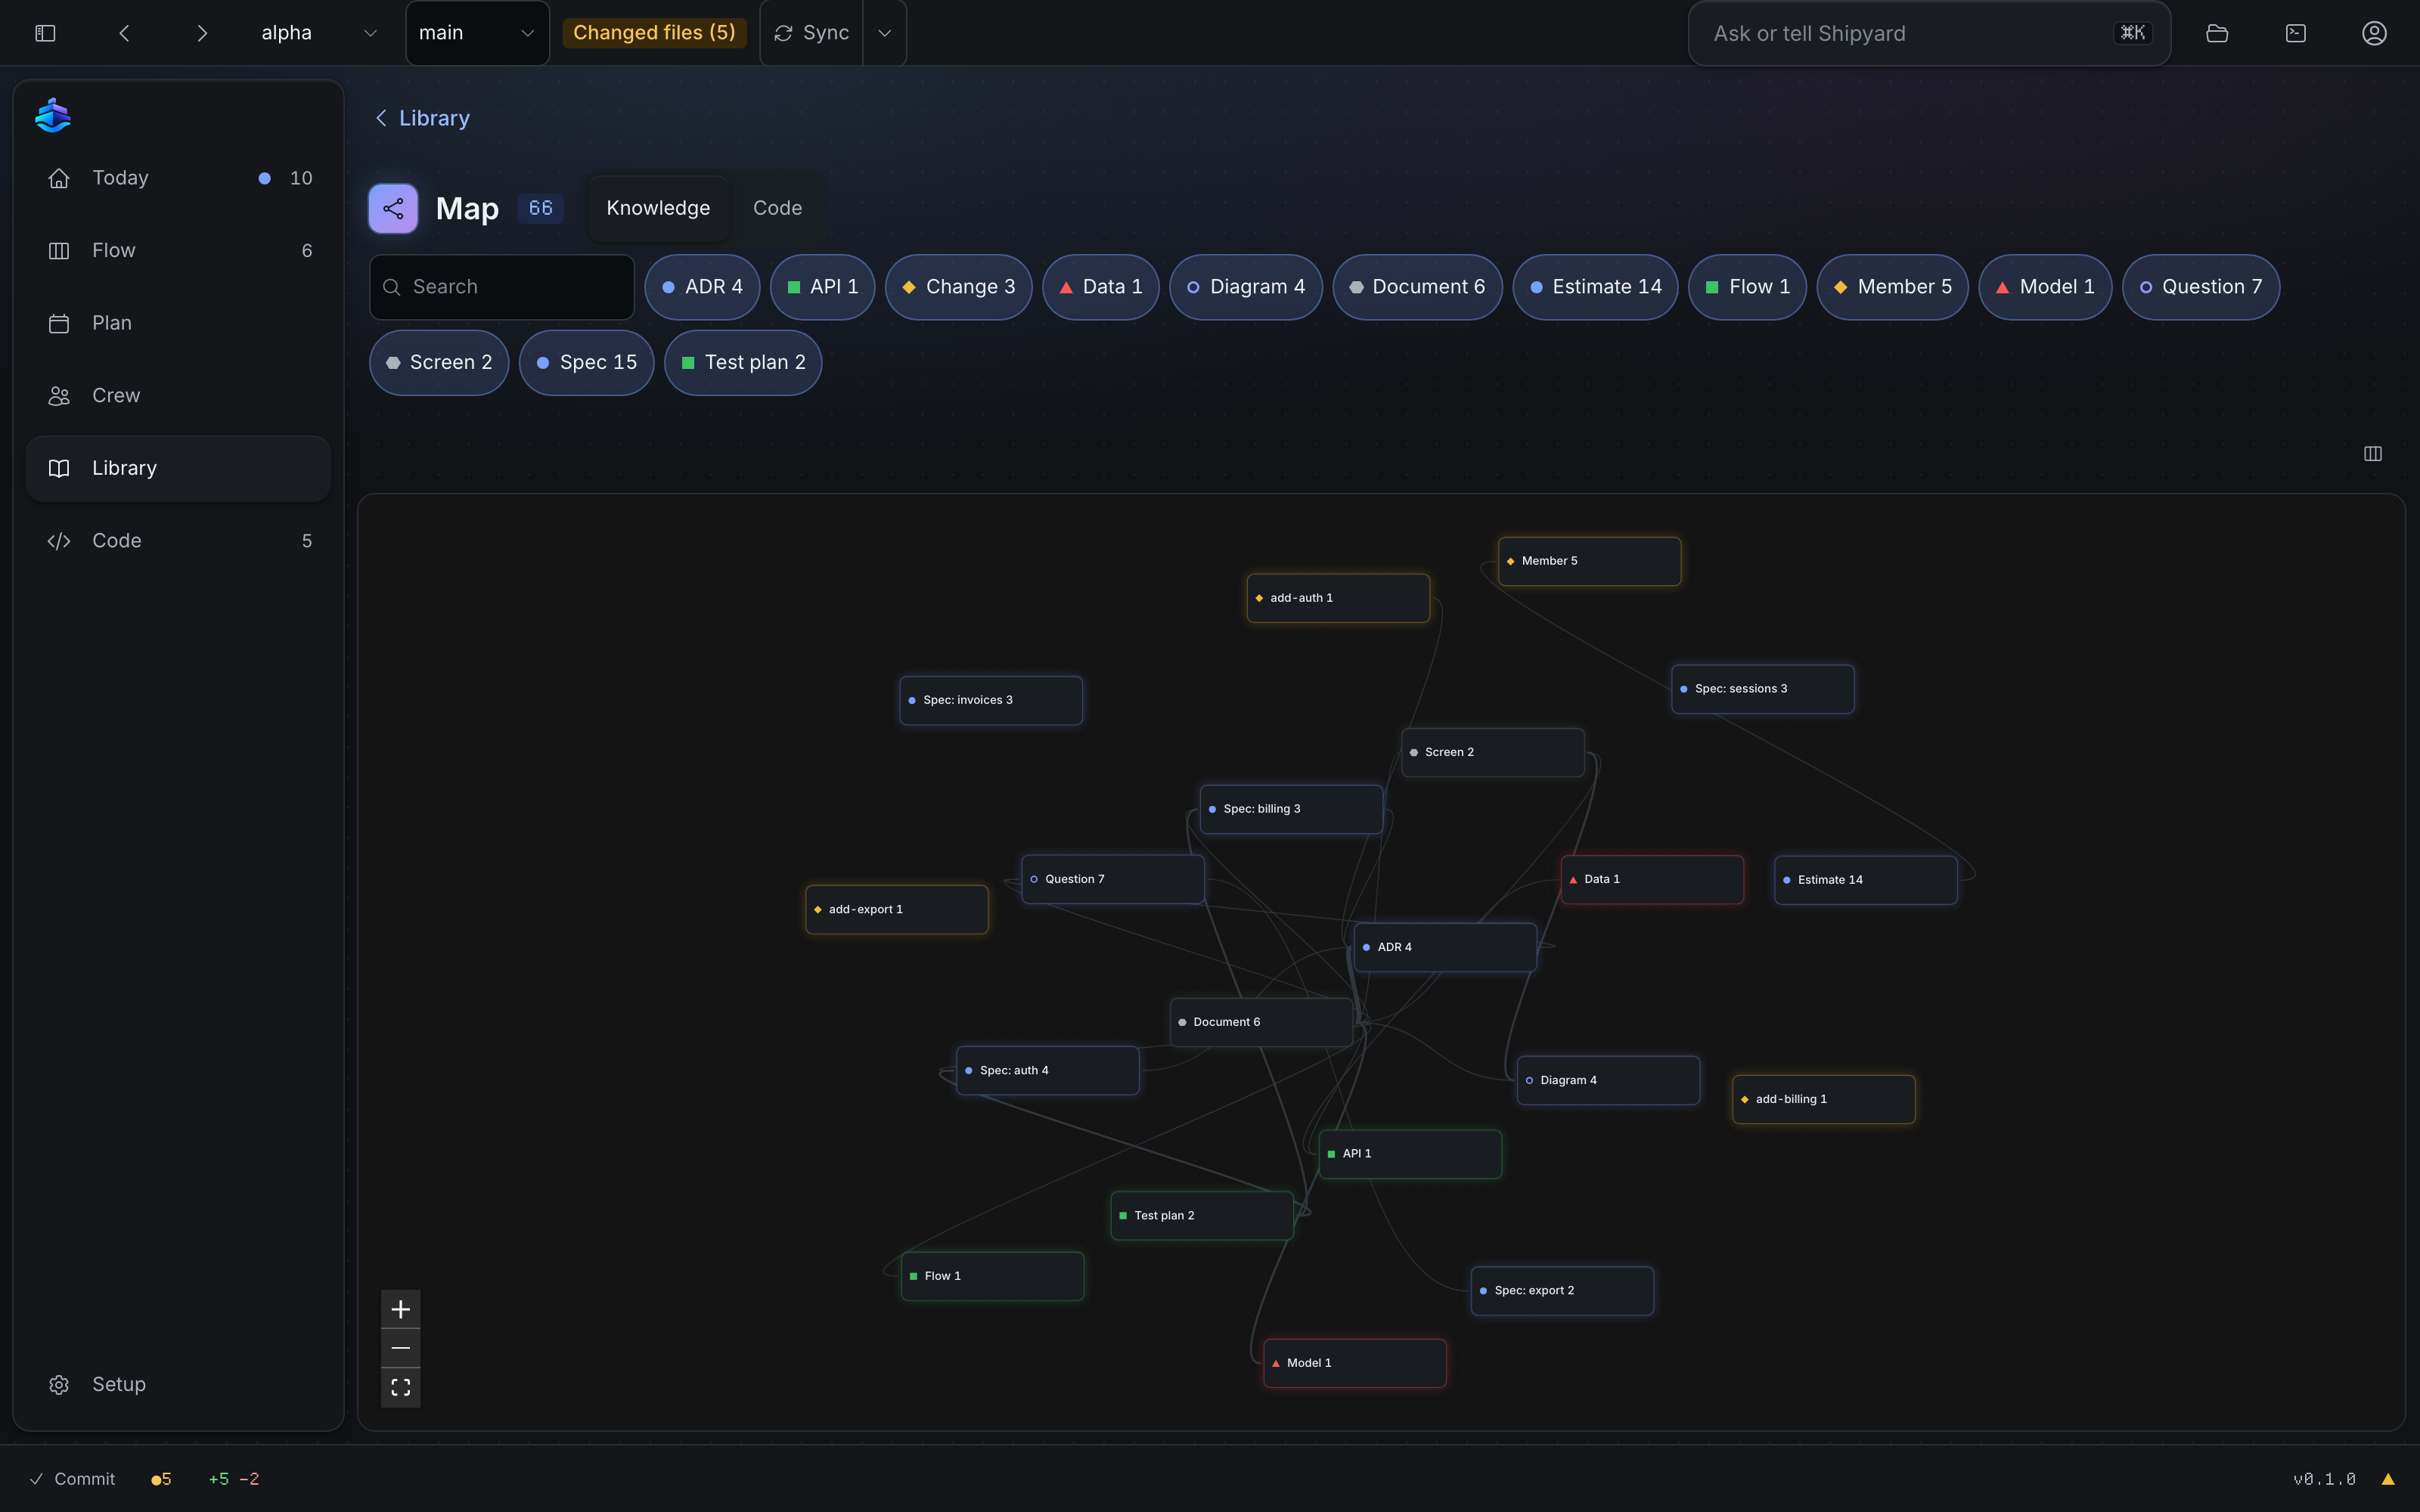 alpha
main
Changed files (5)
Sync
Ask or tell Shipyard
⌘K
Today 10
Flow 6
Plan
Crew
Library
Code 5
Setup
Library
Map 66
Knowledge
Code
Search
ADR 4
API 1
Change 3
Data 1
Diagram 4
Document 6
Estimate 14
Flow 1
Member 5
Model 1
Question 7
Screen 2
Spec 15
Test plan 2
Member 5
add-auth 1
Spec: sessions 3
Spec: invoices 3
Screen 2
Spec: billing 3
Question 7
Data 1
Estimate 14
add-export 1
ADR 4
Document 6
Spec: auth 4
Diagram 4
add-billing 1
API 1
Test plan 2
Flow 1
Spec: export 2
Model 1
Commit
5
+5 -2
v0.1.0